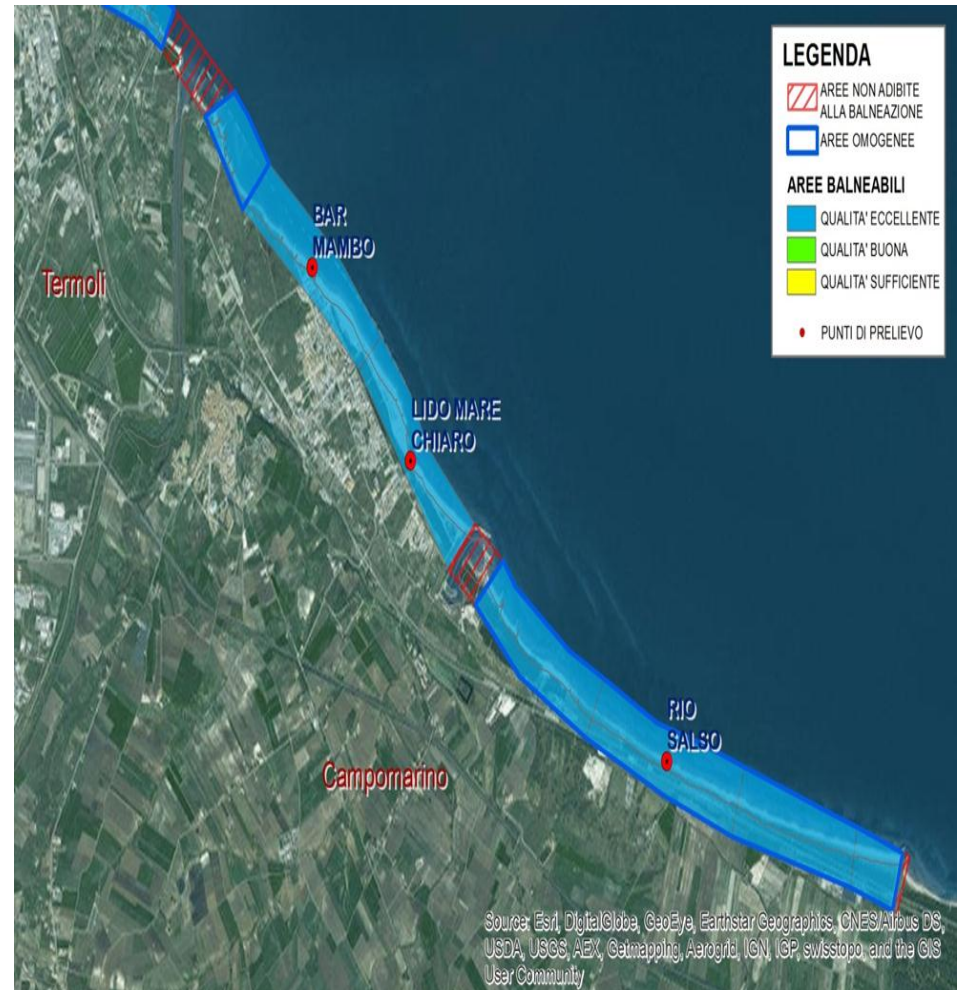 LEGENDA
AREE NON ADIBITE
ALLA BALNEAZIONE
AREE OMOGENEE
AREE BALNEABILI
QUALITA' ECCELLENTE
QUALITA' BUONA
QUALITA' SUFFICIENTE
PUNTI DI PRELIEVO
BAR
MAMBO
Termoli
LIDO MARE
CHIARO
RIO
SALSO
Campomarino
Source: Esri, DigitalGlobe, GeoEye, Earthstar Geographics, CNES/Airbus DS,
USDA, USGS, AEX, Getmapping, Aerogrid, IGN, IGP, swisstopo, and the GIS
User Community